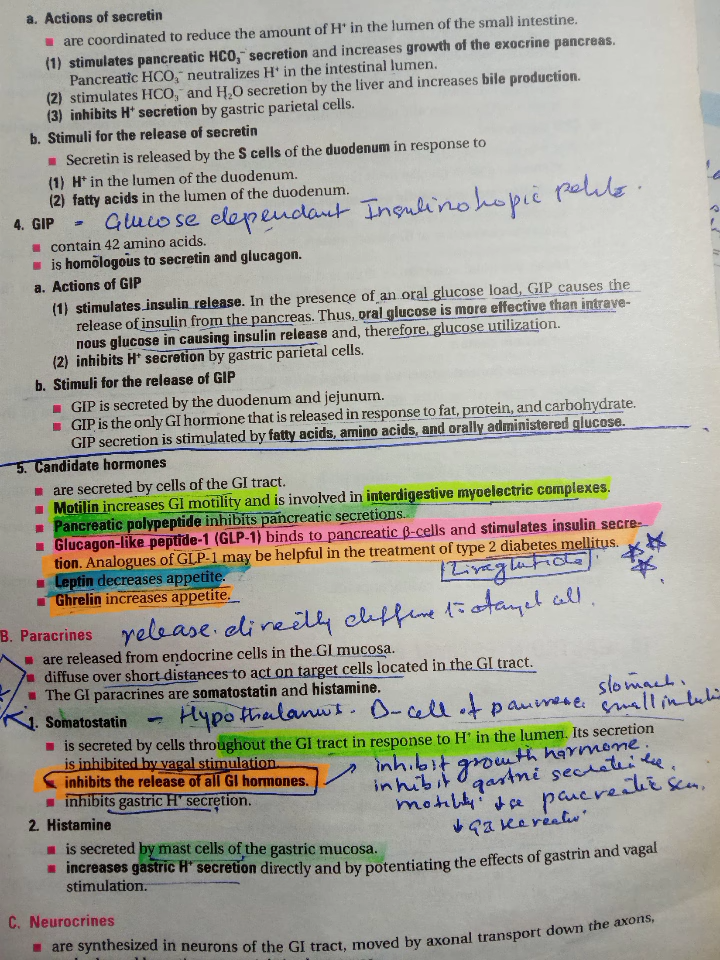 a. Actions of secretin
■ are coordinated to reduce the amount of H⁺ in the lumen of the small intestine.
(1) stimulates pancreatic HCO₃⁻ secretion and increases growth of the exocrine pancreas.
Pancreatic HCO₃⁻ neutralizes H⁺ in the intestinal lumen.
(2) stimulates HCO₃⁻ and H₂O secretion by the liver and increases bile production.
(3) inhibits H⁺ secretion by gastric parietal cells.
b. Stimuli for the release of secretin
■ Secretin is released by the S cells of the duodenum in response to
(1) H⁺ in the lumen of the duodenum.
(2) fatty acids in the lumen of the duodenum.
4. GIP = Glucose dependant Insulinotropic
■ contain 42 amino acids.
■ is homologous to secretin and glucagon.
a. Actions of GIP
(1) stimulates insulin release. In the presence of an oral glucose load, GIP causes the
release of insulin from the pancreas. Thus, oral glucose is more effective than intrave-
nous glucose in causing insulin release and, therefore, glucose utilization.
(2) inhibits H⁺ secretion by gastric parietal cells.
b. Stimuli for the release of GIP
■ GIP is secreted by the duodenum and jejunum.
■ GIP is the only GI hormone that is released in response to fat, protein, and carbohydrate.
GIP secretion is stimulated by fatty acids, amino acids, and orally administered glucose.
5. Candidate hormones
■ are secreted by cells of the GI tract.
■ Motilin increases GI motility and is involved in interdigestive myoelectric complexes.
■ Pancreatic polypeptide inhibits pancreatic secretions.
■ Glucagon-like peptide-1 (GLP-1) binds to pancreatic β-cells and stimulates insulin secre-
tion. Analogues of GLP-1 may be helpful in the treatment of type 2 diabetes mellitus.
■ Leptin decreases appetite.
Liraglutide
■ Ghrelin increases appetite.
B. Paracrines release directly diffuse to target cell.
■ are released from endocrine cells in the GI mucosa.
■ diffuse over short distances to act on target cells located in the GI tract.
■ The GI paracrines are somatostatin and histamine.
1. Somatostatin – Hypothalamus. D-cell of pancreas, stomach.
■ is secreted by cells throughout the GI tract in response to H⁺ in the lumen. Its secretion
is inhibited by vagal stimulation.
inhibit growth hormone.
■ inhibits the release of all GI hormones.
inhibit gastric
■ inhibits gastric H⁺ secretion.
motility. pancreatic
2. Histamine
■ is secreted by mast cells of the gastric mucosa.
■ increases gastric H⁺ secretion directly and by potentiating the effects of gastrin and vagal
stimulation.
C. Neurocrines
■ are synthesized in neurons of the GI tract, moved by axonal transport down the axons,